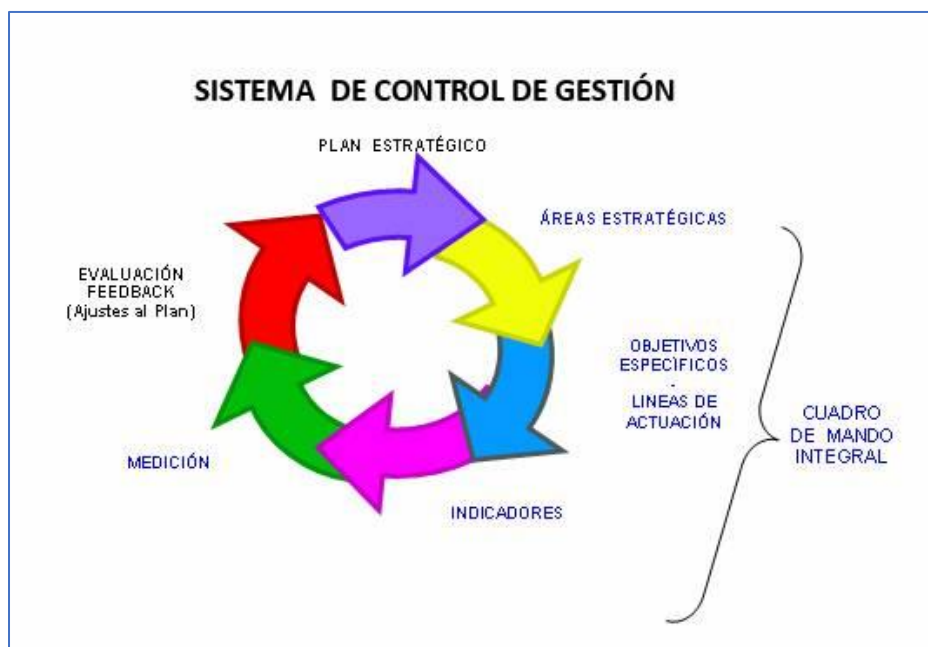 SISTEMA DE CONTROL DE GESTIÓN
PLAN ESTRATÉGICO
ÁREAS ESTRATÉGICAS
EVALUACIÓN
FEEDBACK
(Ajustes al Plan)
OBJETIVOS
ESPECÌFICOS
-
LINEAS DE
ACTUACIÓN
CUADRO
DE MANDO
INTEGRAL
MEDICIÓN
INDICADORES